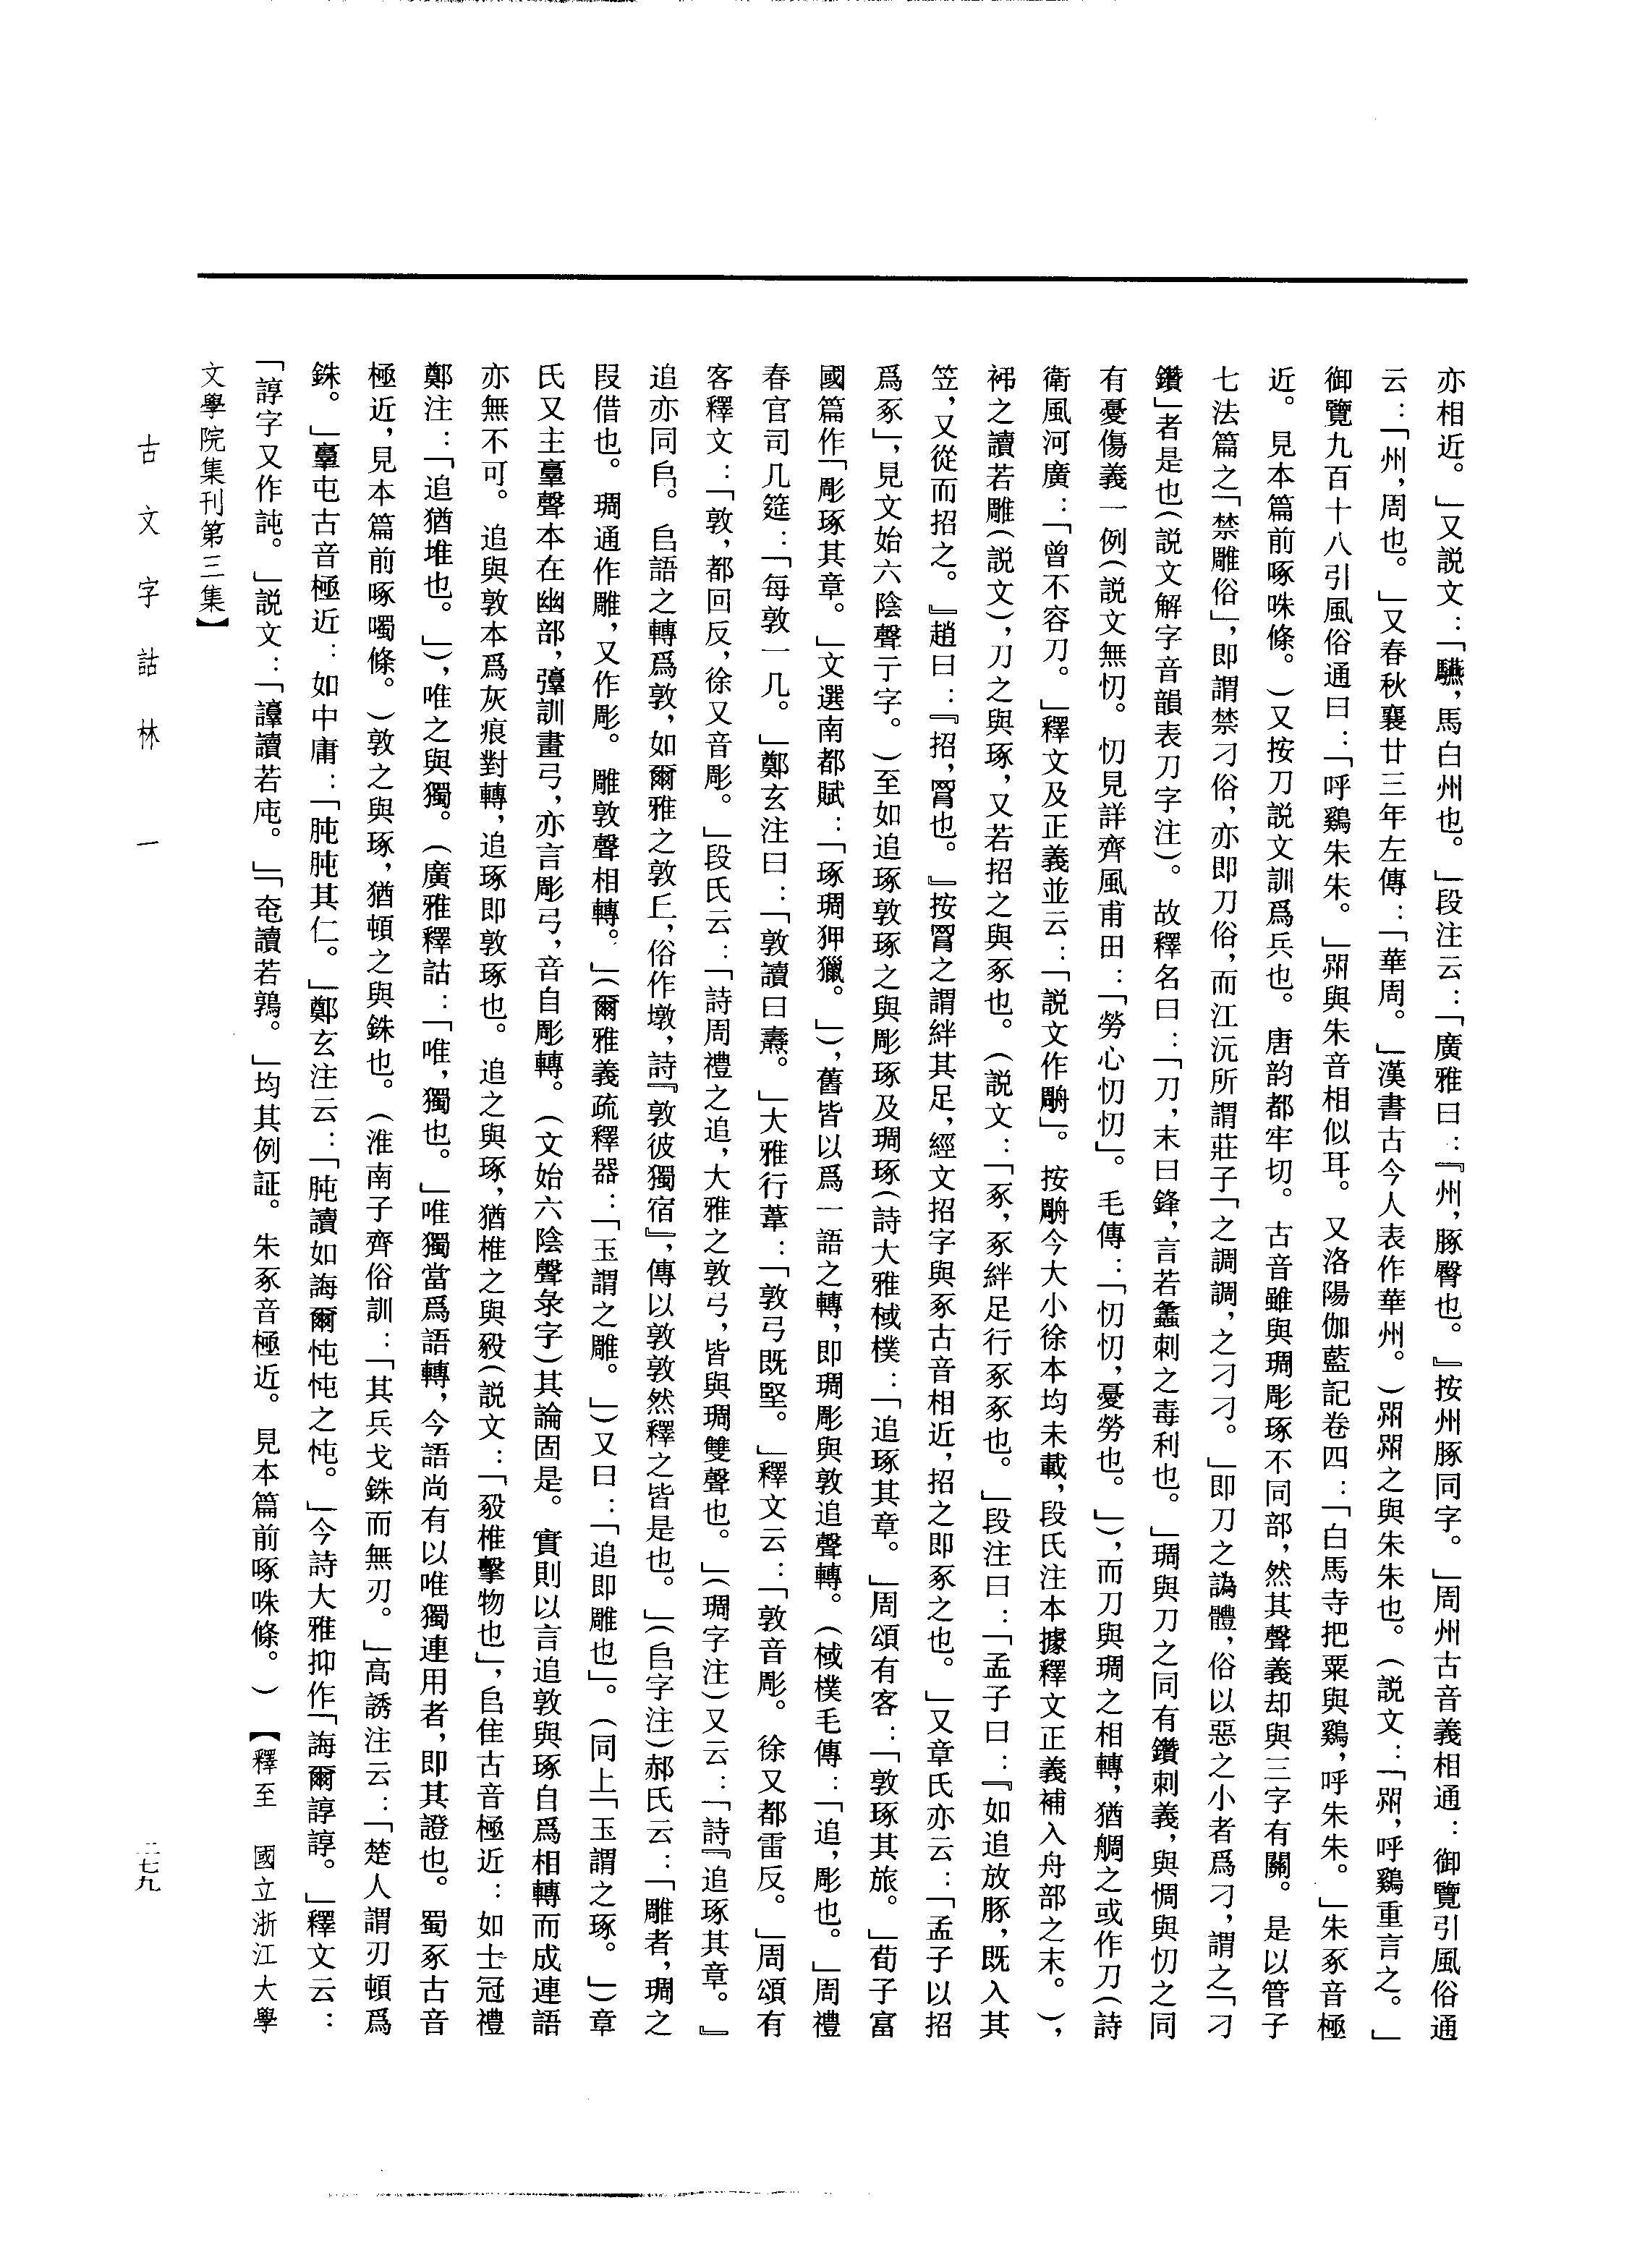 亦相近。」又説文：「驠，馬白州也。」段注云：「廣雅曰：『州，豚臀也。』按州豚同字。」周州古音義相通：御覽引風俗通
云：「州，周也。」又春秋襄廿三年左傳：「華周。」漢書古今人表作華州。）喌喌之與朱朱也。（説文：「喌，呼鷄重言之。」
御覽九百十八引風俗通曰：「呼鷄朱朱。」喌與朱音相似耳。又洛陽伽藍記卷四：「白馬寺把粟與鷄，呼朱朱。」朱豖音極
近。見本篇前啄咮條。）又按刀説文訓爲兵也。唐韵都牢切。古音雖與琱彫琢不同部，然其聲義却與三字有關。是以管子
七法篇之「禁雕俗」，即謂禁刁俗，亦即刀俗，而江沅所謂莊子「之調調，之刁刁。」即刀之譌體，俗以惡之小者爲刁，謂之「刁
鑽」者是也（説文解字音韻表刀字注）。故釋名曰：「刀，末曰鋒，言若蠭刺之毒利也。」琱與刀之同有鑽刺義，與惆與忉之同
有憂傷義一例（説文無忉。忉見詳齊風甫田：「勞心忉忉」。毛傳：「忉忉，憂勞也。」），而刀與琱之相轉，猶鯛之或作刀（詩
衛風河廣：「曾不容刀。」釋文及正義並云：「説文作𦩍」。按𦩍今大小徐本均未載，段氏注本據釋文正義補入舟部之末。），
祒之讀若雕（説文），刀之與琢，又若招之與豖也。（説文：「豖，豖絆足行豖豖也。」段注曰：「孟子曰：『如追放豚，既入其
笠，又從而招之。』趙曰：『招，罥也。』按罥之謂絆其足，經文招字與豖古音相近，招之即豖之也。」又章氏亦云：「孟子以招
爲豖」，見文始六陰聲亍字。）至如追琢敦琢之與彫琢及琱琢（詩大雅棫樸：「追琢其章。」周頌有客：「敦琢其旅。」荀子富
國篇作「彫琢其章。」文選南都賦：「琢琱狎獵。」），舊皆以爲一語之轉，即琱彫與敦追聲轉。（棫樸毛傳：「追，彫也。」周禮
春官司几筵：「每敦一几。」鄭玄注曰：「敦讀曰燾。」大雅行葦：「敦弓既堅。」釋文云：「敦音彫。徐又都雷反。」周頌有
客釋文：「敦，都回反，徐又音彫。」段氏云：「詩周禮之追，大雅之敦弓，皆與琱雙聲也。」（琱字注）又云：「詩『追琢其章。』
追亦同𠂤。𠂤語之轉爲敦，如爾雅之敦丘，俗作墩，詩『敦彼獨宿』，傳以敦敦然釋之皆是也。」（𠂤字注）郝氏云：「雕者，琱之
叚借也。琱通作雕，又作彫。雕敦聲相轉。」（爾雅義疏釋器：「玉謂之雕。」）又曰：「追即雕也」。（同上「玉謂之琢。」）章
氏又主𦎫聲本在幽部，弴訓畫弓，亦言彫弓，音自彫轉。（文始六陰聲彔字）其論固是。實則以言追敦與琢自爲相轉而成連語
亦無不可。追與敦本爲灰痕對轉，追琢即敦琢也。追之與琢，猶椎之與毅（説文：「毅椎擊物也」，𠂤隹古音極近：如士冠禮
鄭注：「追猶堆也。」），唯之與獨。（廣雅釋詁：「唯，獨也。」唯獨當爲語轉，今語尚有以唯獨連用者，即其證也。蜀豖古音
極近，見本篇前啄噣條。）敦之與琢，猶頓之與銖也。（淮南子齊俗訓：「其兵戈銖而無刃。」高誘注云：「楚人謂刃頓爲
銖。」𦎫屯古音極近：如中庸：「肫肫其仁。」鄭玄注云：「肫讀如誨爾忳忳之忳。」今詩大雅抑作「誨爾諄諄。」釋文云：
「諄字又作訰。」説文：「諄讀若庉。」「奄讀若鶉。」均其例証。朱豖音極近。見本篇前啄咮條。）【釋至　國立浙江大學
文學院集刊第三集】
古文字詁林　一
二七九